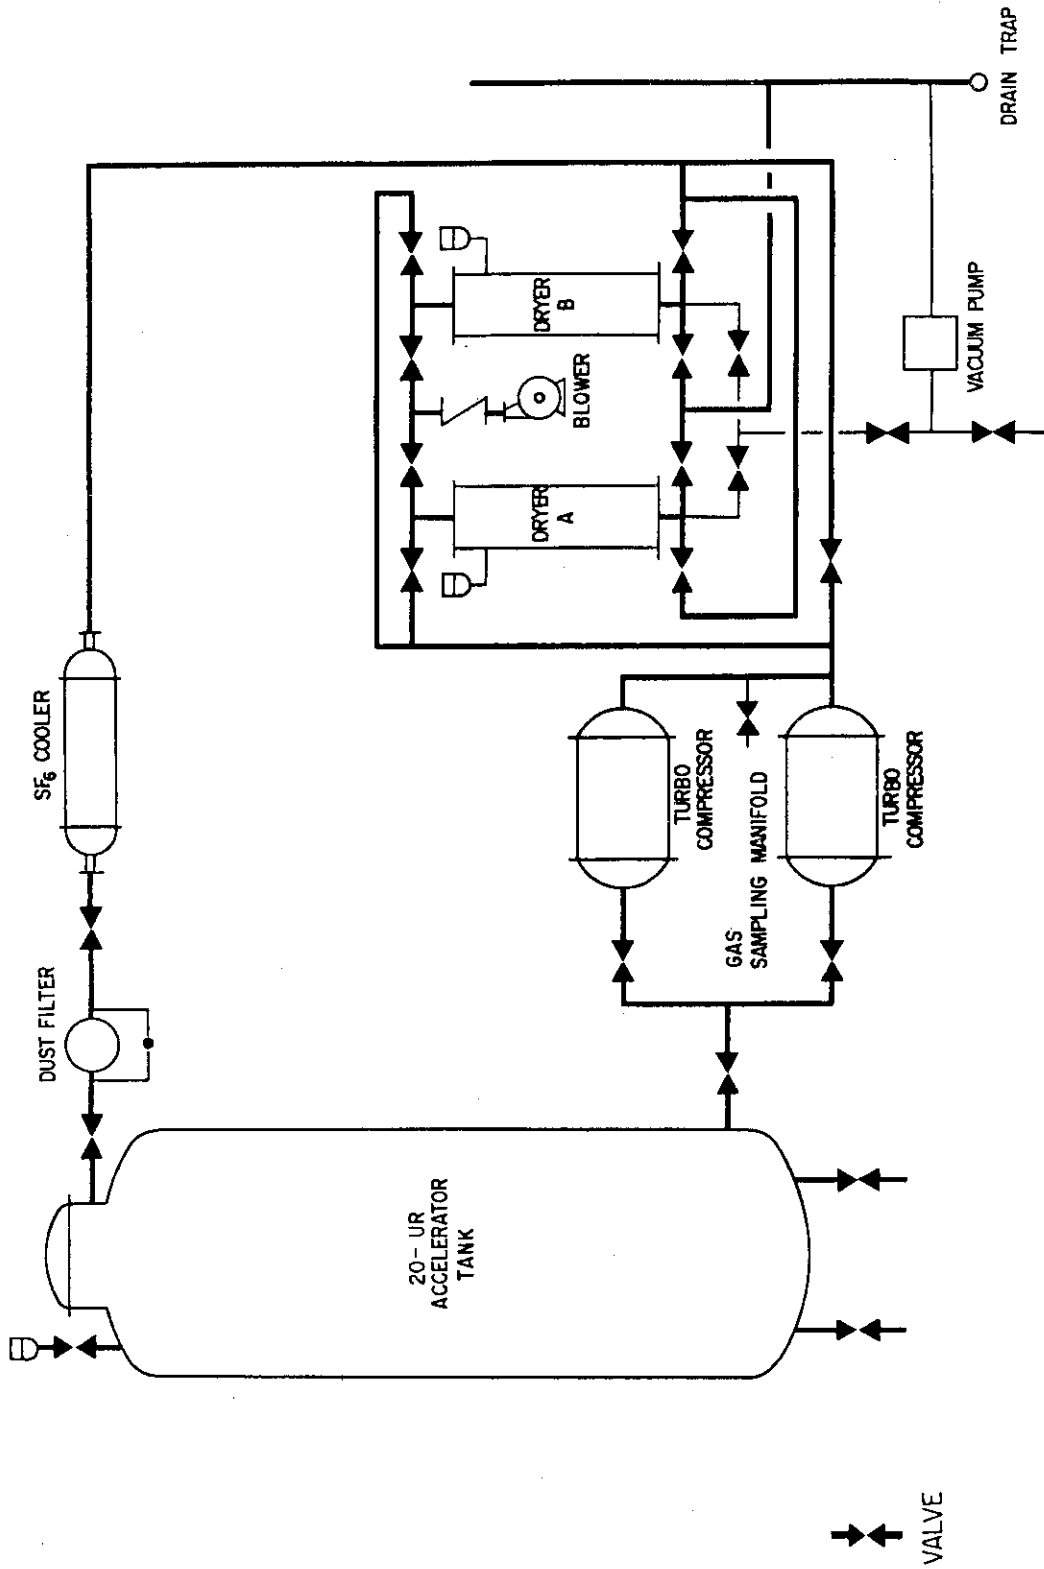 SF6 COOLER
DUST FILTER
20- UR
ACCELERATOR
TANK
DRYER
A
DRYER
B
BLOWER
TURBO
COMPRESSOR
GAS
SAMPLING MANIFOLD
TURBO
COMPRESSOR
VACUUM PUMP
DRAIN TRAP
VALVE